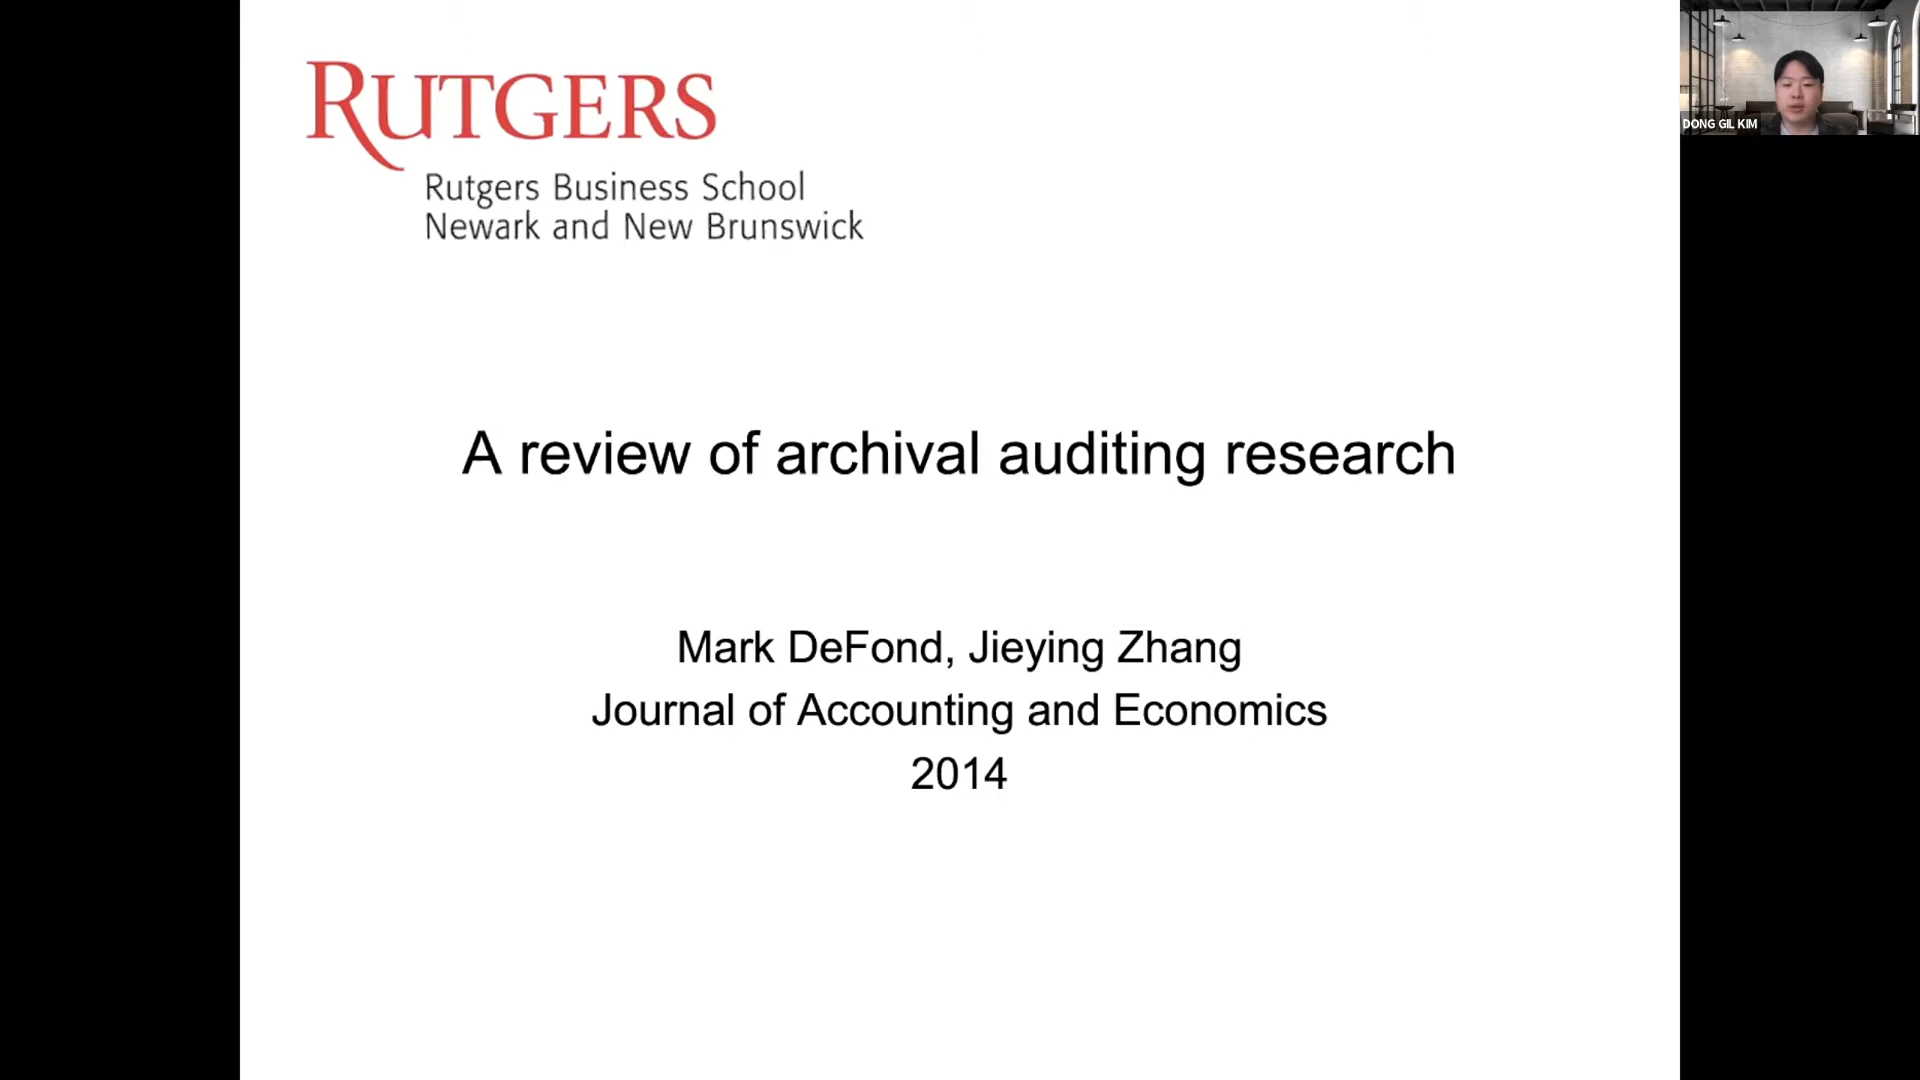 RUTGERS
Rutgers Business School
Newark and New Brunswick
DONG GIL KIM
A review of archival auditing research
Mark DeFond, Jieying Zhang
Journal of Accounting and Economics
2014